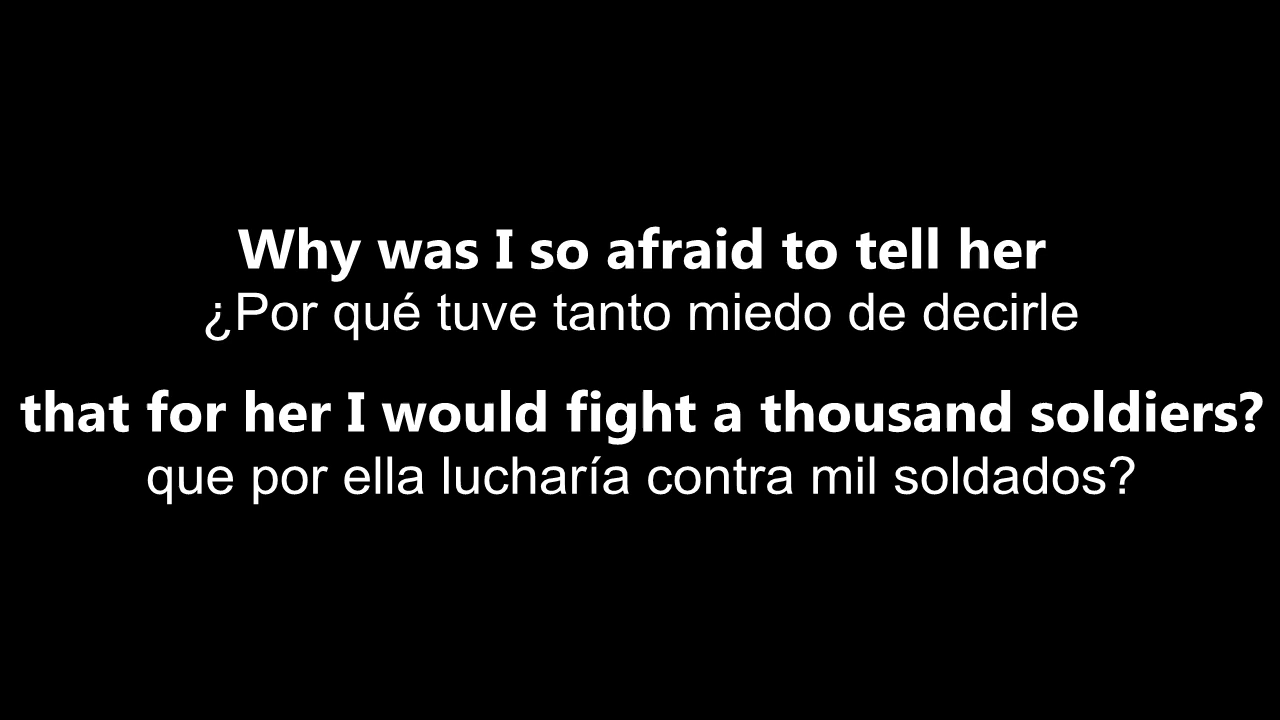 Why was I so afraid to tell her
¿Por qué tuve tanto miedo de decirle
that for her I would fight a thousand soldiers?
que por ella lucharía contra mil soldados?